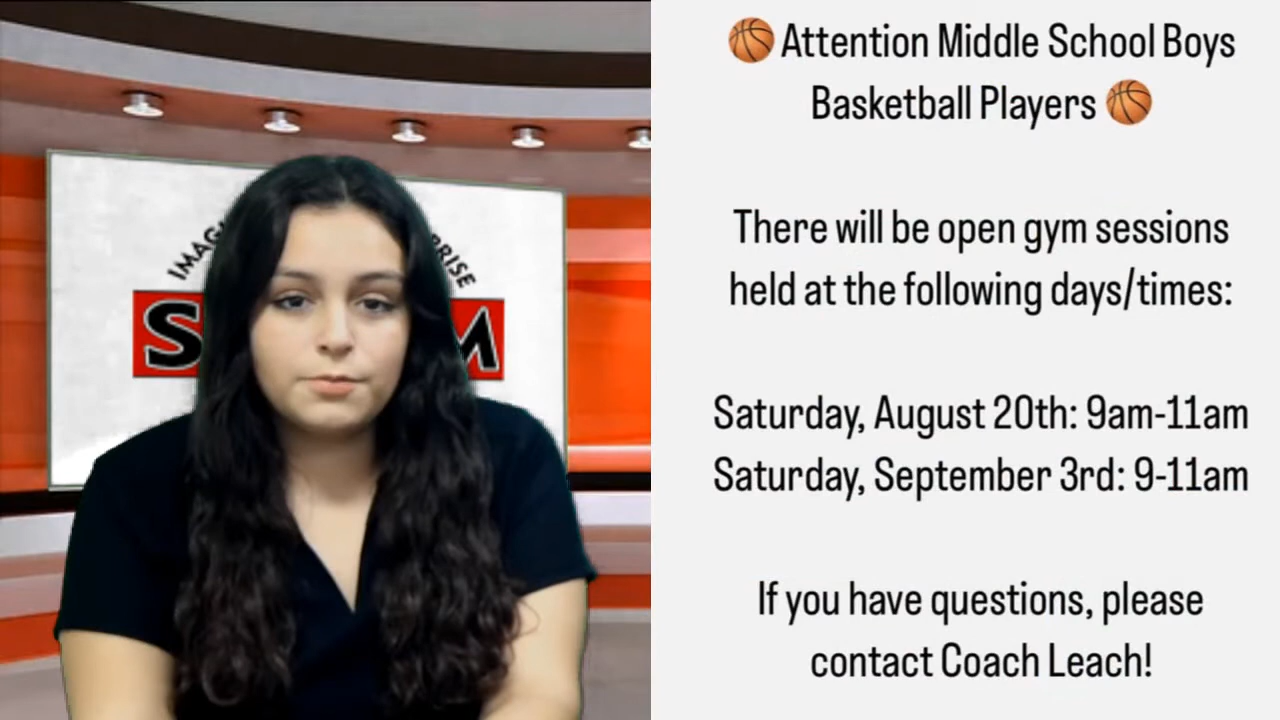 🏀 Attention Middle School Boys
Basketball Players 🏀
There will be open gym sessions
held at the following days/times:
Saturday, August 20th: 9am-11am
Saturday, September 3rd: 9-11am
If you have questions, please
contact Coach Leach!